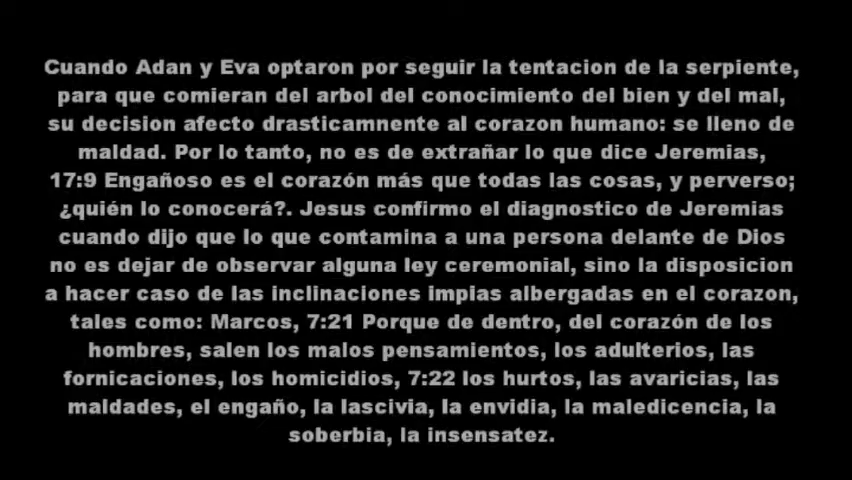 Cuando Adan y Eva optaron por seguir la tentacion de la serpiente,
para que comieran del arbol del conocimiento del bien y del mal,
su decision afecto drasticamnente al corazon humano: se lleno de
maldad. Por lo tanto, no es de extrañar lo que dice Jeremias,
17:9 Engañoso es el corazón más que todas las cosas, y perverso;
¿quién lo conocerá?. Jesus confirmo el diagnostico de Jeremias
cuando dijo que lo que contamina a una persona delante de Dios
no es dejar de observar alguna ley ceremonial, sino la disposicion
a hacer caso de las inclinaciones impias albergadas en el corazon,
tales como: Marcos, 7:21 Porque de dentro, del corazón de los
hombres, salen los malos pensamientos, los adulterios, las
fornicaciones, los homicidios, 7:22 los hurtos, las avaricias, las
maldades, el engaño, la lascivia, la envidia, la maledicencia, la
soberbia, la insensatez.